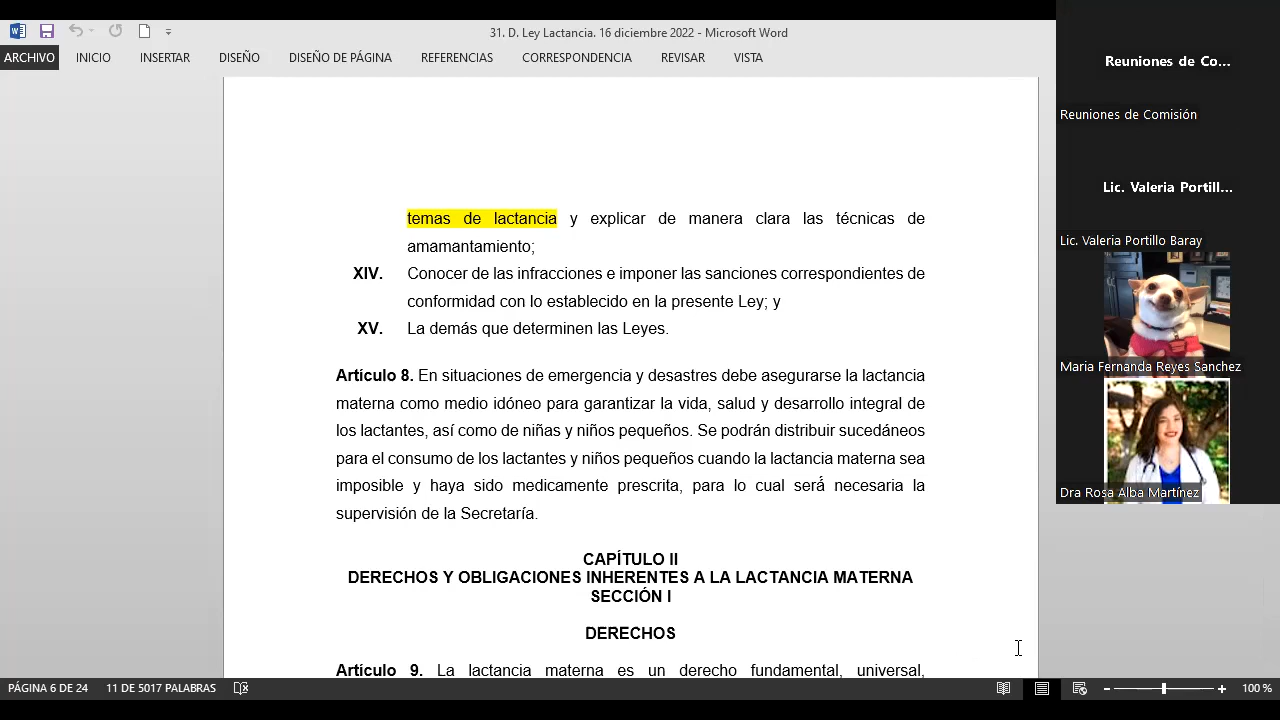 31. D. Ley Lactancia. 16 diciembre 2022 - Microsoft Word
ARCHIVO INICIO INSERTAR DISEÑO DISEÑO DE PÁGINA REFERENCIAS CORRESPONDENCIA REVISAR VISTA
temas de lactancia y explicar de manera clara las técnicas de
amamantamiento;
XIV. Conocer de las infracciones e imponer las sanciones correspondientes de
conformidad con lo establecido en la presente Ley; y
XV. La demás que determinen las Leyes.
Artículo 8. En situaciones de emergencia y desastres debe asegurarse la lactancia
materna como medio idóneo para garantizar la vida, salud y desarrollo integral de
los lactantes, así como de niñas y niños pequeños. Se podrán distribuir sucedáneos
para el consumo de los lactantes y niños pequeños cuando la lactancia materna sea
imposible y haya sido medicamente prescrita, para lo cual será necesaria la
supervisión de la Secretaría.
CAPÍTULO II
DERECHOS Y OBLIGACIONES INHERENTES A LA LACTANCIA MATERNA
SECCIÓN I
DERECHOS
Artículo 9. La lactancia materna es un derecho fundamental, universal,
PÁGINA 6 DE 24 11 DE 5017 PALABRAS 100 %
Reuniones de Co...
Reuniones de Comisión
Lic. Valeria Portill...
Lic. Valeria Portillo Baray
Maria Fernanda Reyes Sanchez
Dra Rosa Alba Martínez